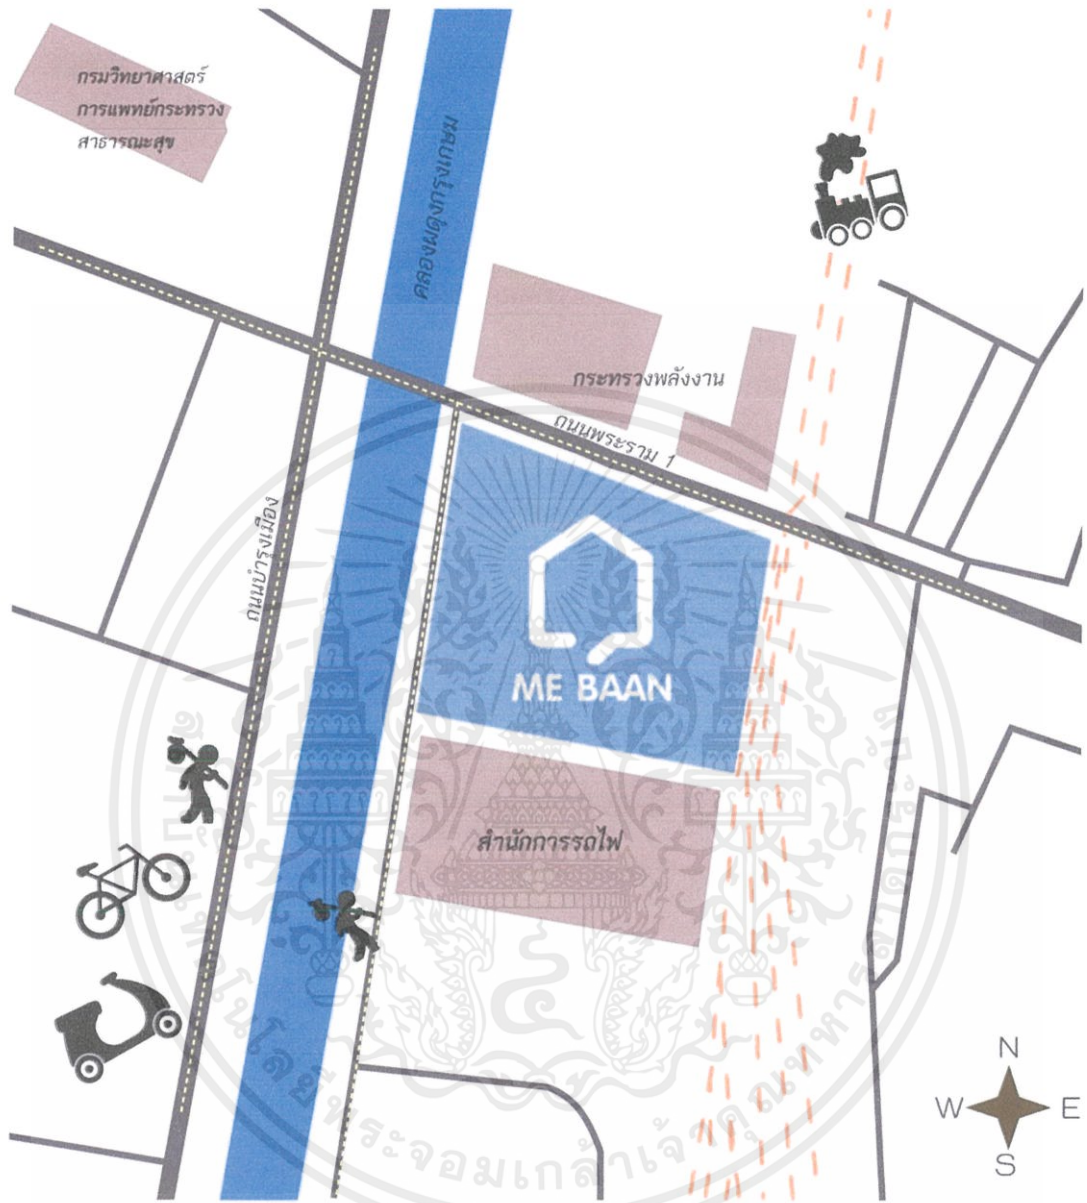 กรมวิทยาศาสตร์
การแพทย์กระทรวง
สาธารณะสุข
คลองผดุงกรุงเกษม
กระทรวงพลังงาน
ถนนพระราม 1
ถนนบำรุงเมือง
ME BAAN
สำนักการรถไฟ
N
W E
S